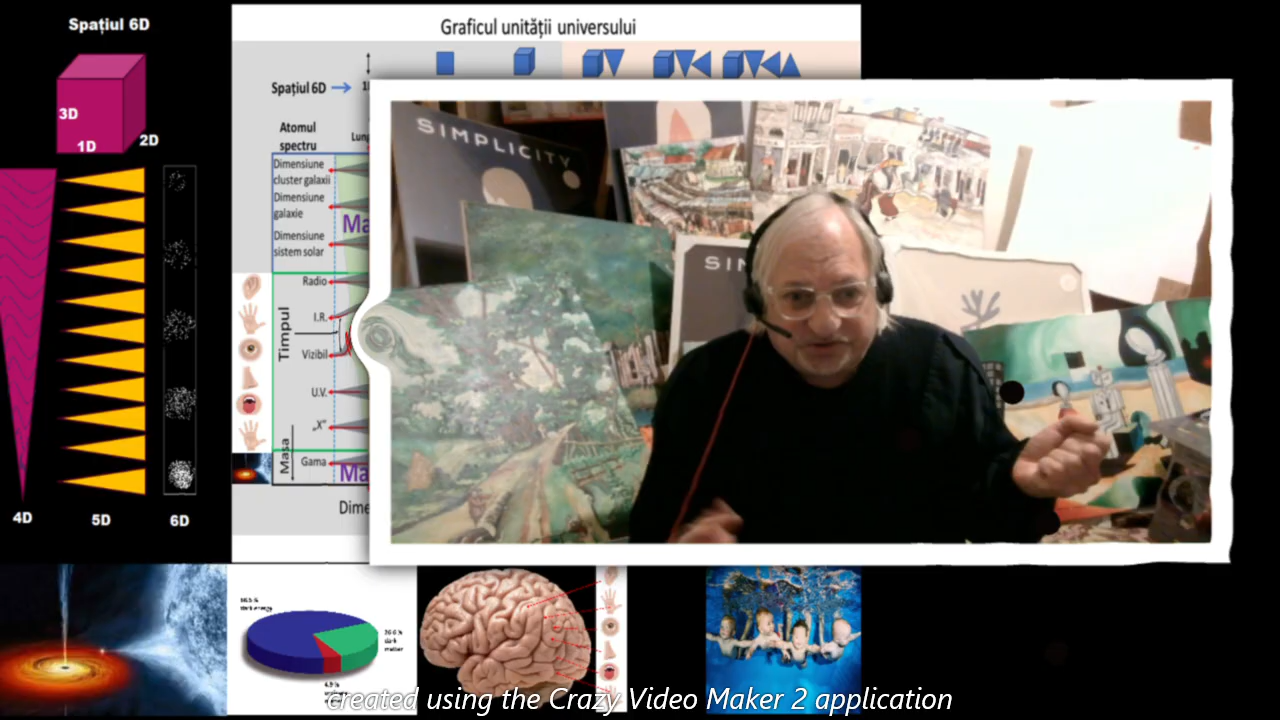 Spațiul 6D
3D
2D
1D
4D
5D
6D
Graficul unității universului
Spațiul 6D
Atomul
spectru
Dimensiune
cluster galaxii
Dimensiune
galaxie
Dimensiune
sistem solar
Radio
I.R.
Vizibil
U.V.
„X”
Gama
Timpul
Masa
SIMPLICITY
created using the Crazy Video Maker 2 application